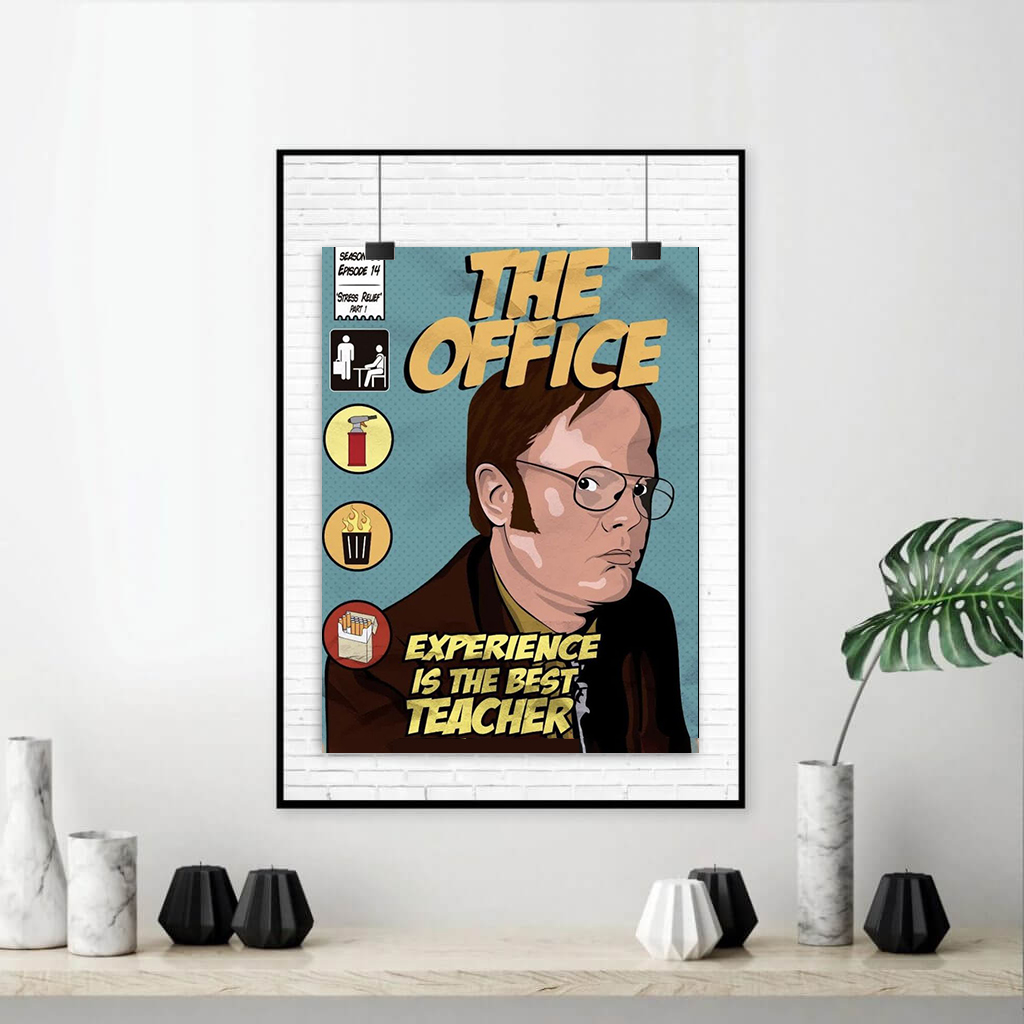 SEASON
EPISODE 14
'STRESS RELIEF'
PART 1
THE
OFFICE
EXPERIENCE
IS THE BEST
TEACHER